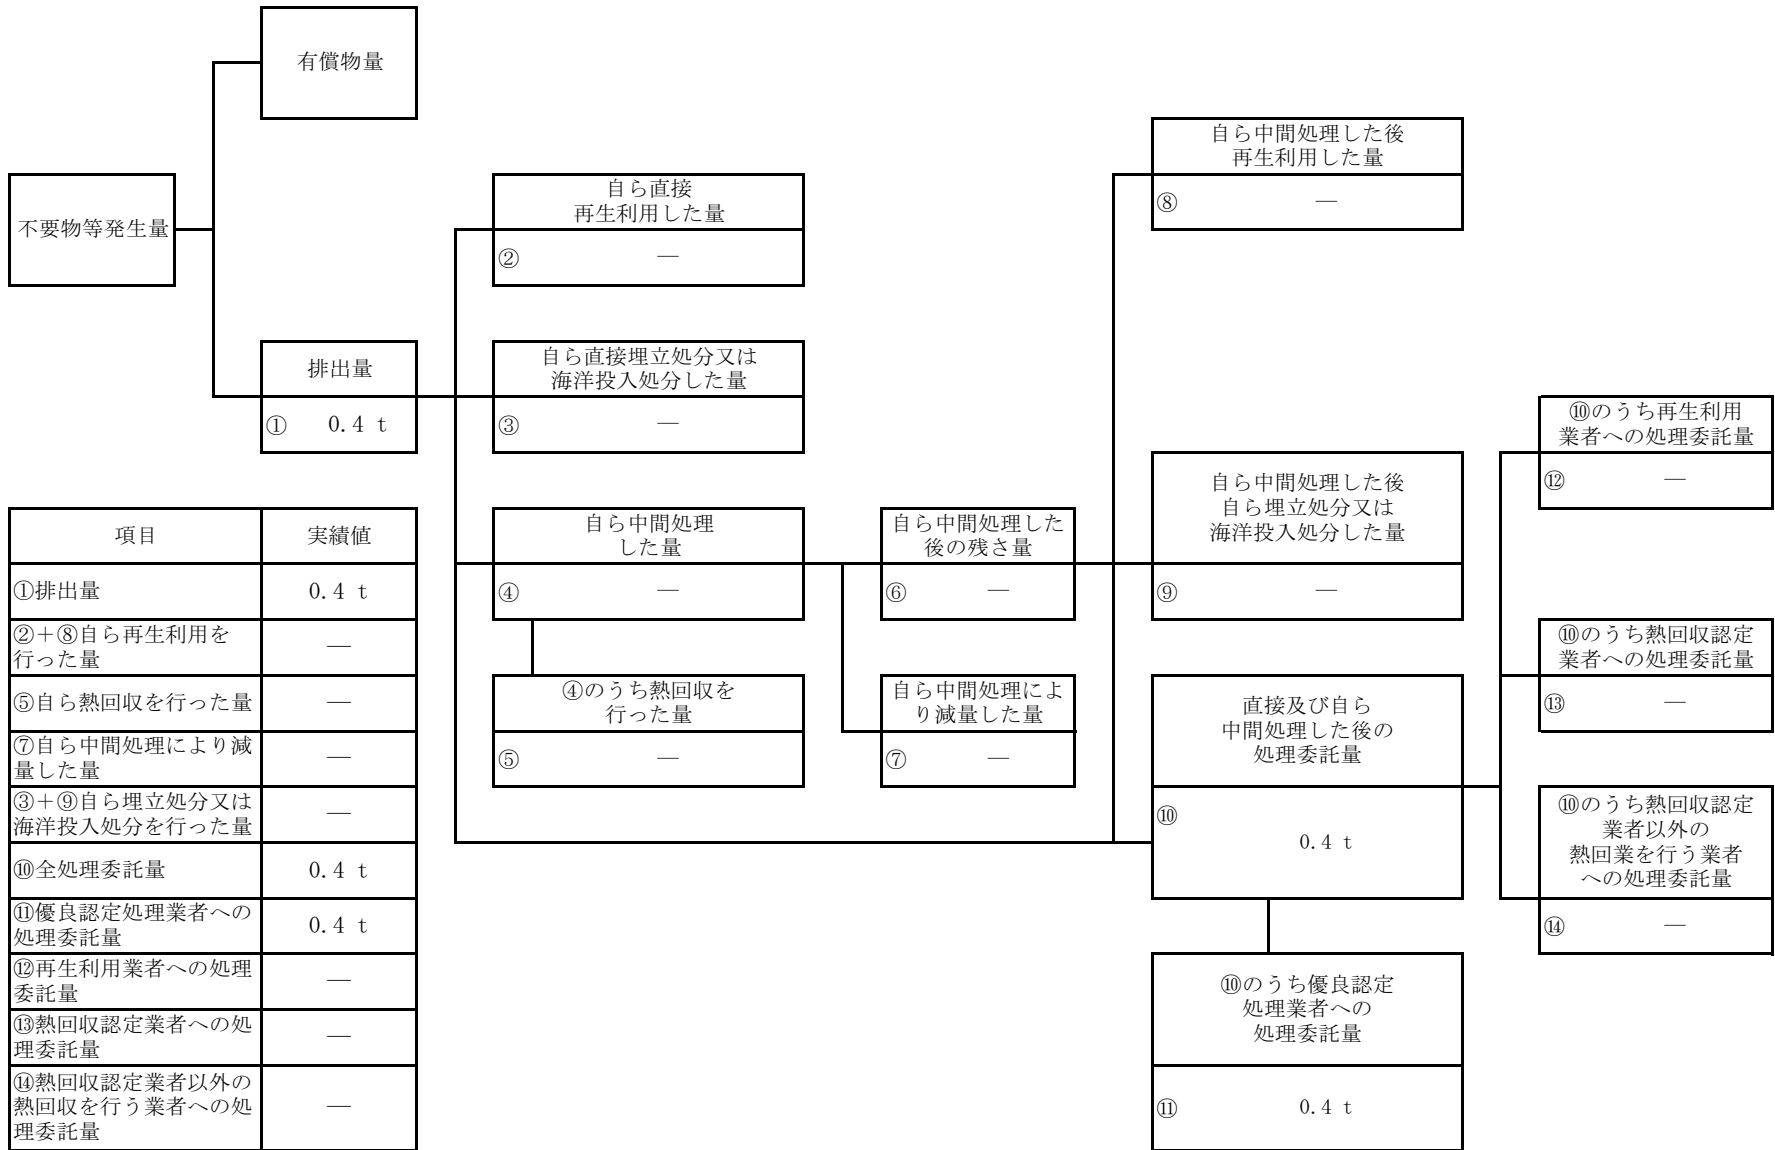 有償物量
不要物等発生量
排出量
① 0.4 t
自ら直接
再生利用した量
② ―
自ら直接埋立処分又は
海洋投入処分した量
③ ―
自ら中間処理
した量
④ ―
④のうち熱回収を
行った量
⑤ ―
自ら中間処理した
後の残さ量
⑥ ―
自ら中間処理によ
り減量した量
⑦ ―
自ら中間処理した後
再生利用した量
⑧ ―
自ら中間処理した後
自ら埋立処分又は
海洋投入処分した量
⑨ ―
直接及び自ら
中間処理した後の
処理委託量
⑩ 0.4 t
⑩のうち優良認定
処理業者への
処理委託量
⑪ 0.4 t
⑩のうち再生利用
業者への処理委託量
⑫ ―
⑩のうち熱回収認定
業者への処理委託量
⑬ ―
⑩のうち熱回収認定
業者以外の
熱回業を行う業者
への処理委託量
⑭ ―
項目 実績値
①排出量 0.4 t
②＋⑧自ら再生利用を
行った量 ―
⑤自ら熱回収を行った量 ―
⑦自ら中間処理により減
量した量 ―
③＋⑨自ら埋立処分又は
海洋投入処分を行った量 ―
⑩全処理委託量 0.4 t
⑪優良認定処理業者への
処理委託量 0.4 t
⑫再生利用業者への処理
委託量 ―
⑬熱回収認定業者への処
理委託量 ―
⑭熱回収認定業者以外の
熱回収を行う業者への処 ―
理委託量